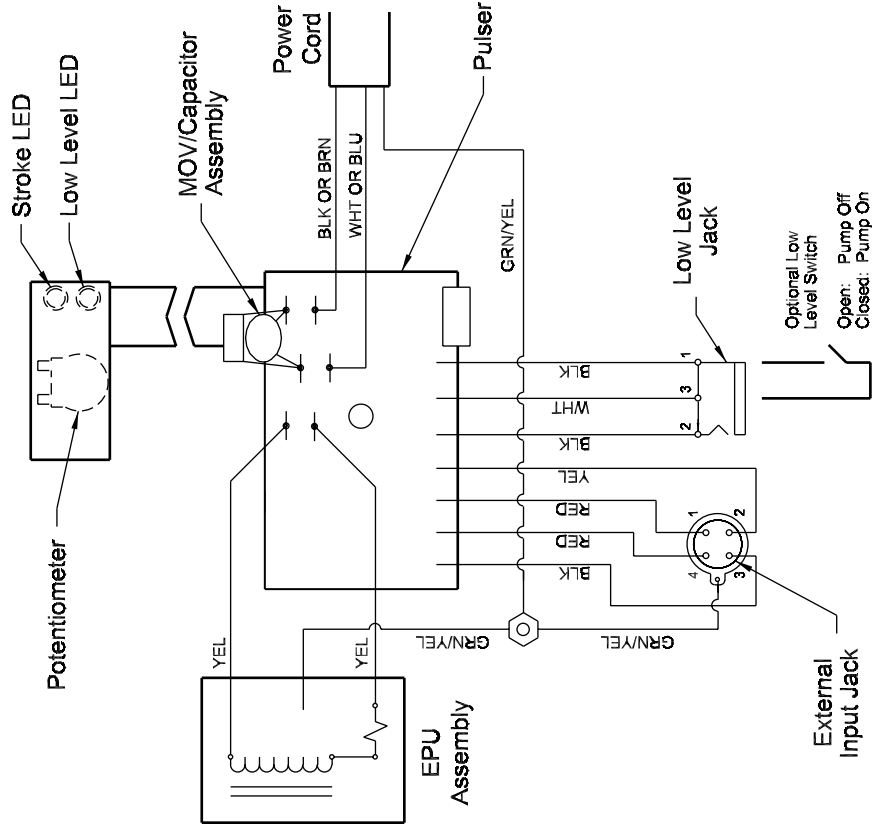 Stroke LED
Low Level LED
MOV/Capacitor
Assembly
Power
Cord
Pulser
BLK OR BRN
WHT OR BLU
GRN/YEL
Potentiometer
YEL
YEL
EPU
Assembly
GRN/YEL
GRN/YEL
BLK
WHT
BLK
YEL
RED
RED
BLK
1
3
2
Low Level
Jack
Optional Low
Level Switch
Open: Pump Off
Closed: Pump On
1
2
4
3
External
Input Jack